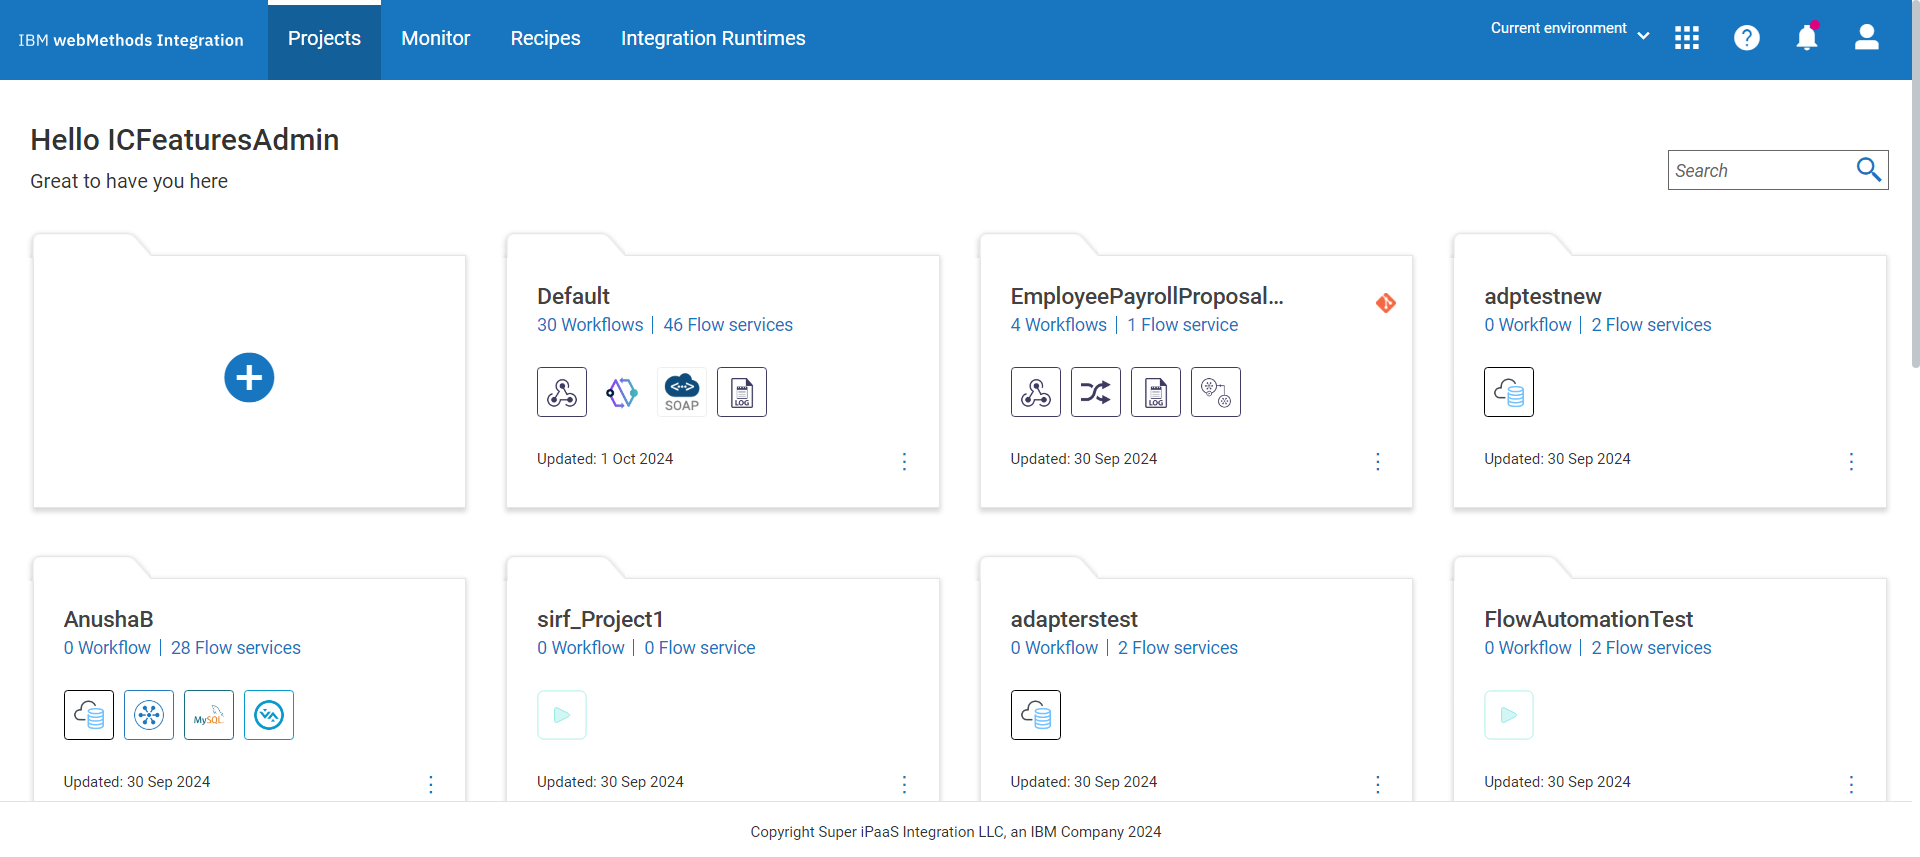 IBM webMethods Integration
Projects
Monitor
Recipes
Integration Runtimes
Current environment
Hello ICFeaturesAdmin
Great to have you here
Search
Default
30 Workflows | 46 Flow services
SOAP
LOG
Updated: 1 Oct 2024
EmployeePayrollProposal...
4 Workflows | 1 Flow service
LOG
Updated: 30 Sep 2024
adptestnew
0 Workflow | 2 Flow services
Updated: 30 Sep 2024
AnushaB
0 Workflow | 28 Flow services
MySQL
Updated: 30 Sep 2024
sirf_Project1
0 Workflow | 0 Flow service
Updated: 30 Sep 2024
adapterstest
0 Workflow | 2 Flow services
Updated: 30 Sep 2024
FlowAutomationTest
0 Workflow | 2 Flow services
Updated: 30 Sep 2024
Copyright Super iPaaS Integration LLC, an IBM Company 2024